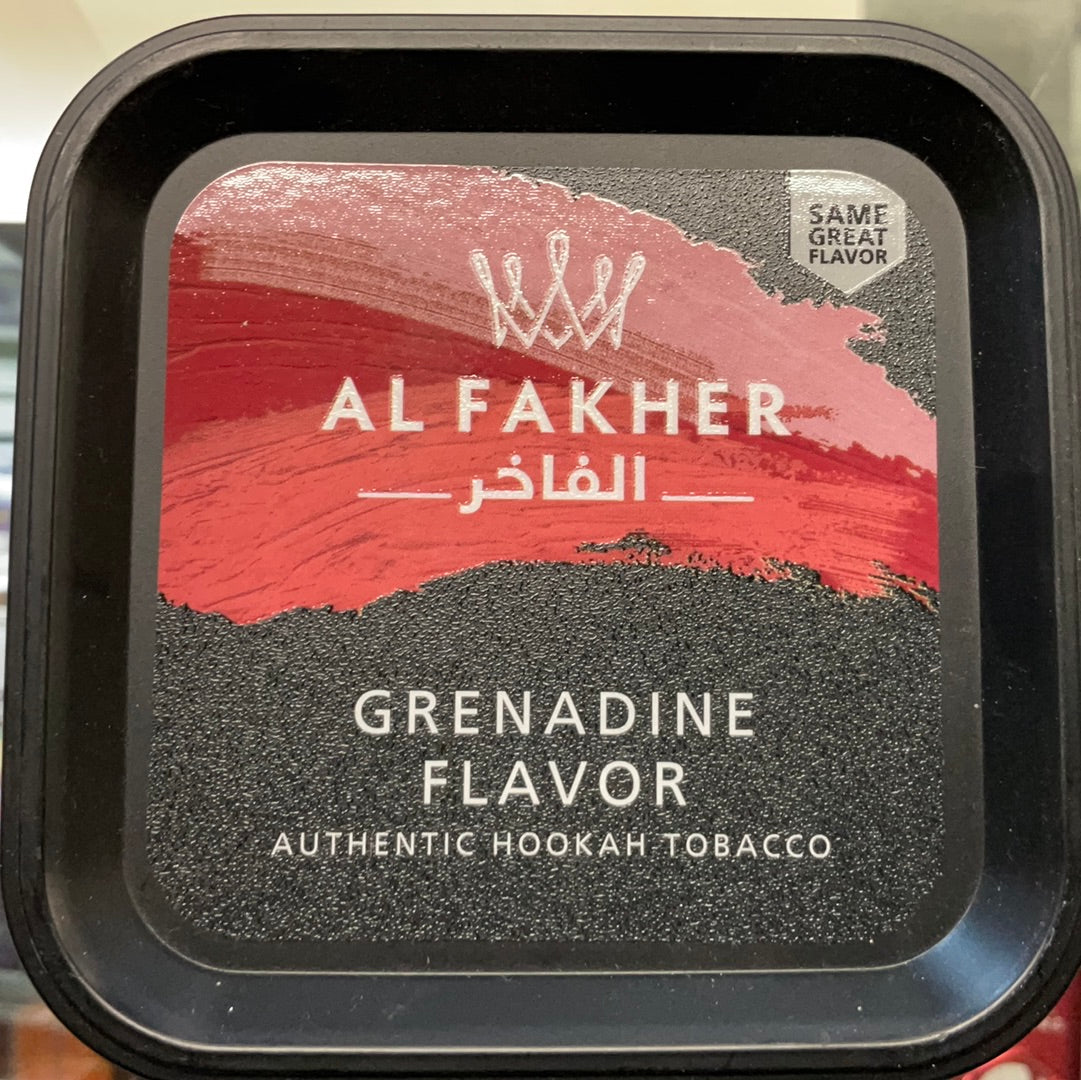 SAME
GREAT
FLAVOR
AL FAKHER
الفاخر
GRENADINE
FLAVOR
AUTHENTIC HOOKAH TOBACCO